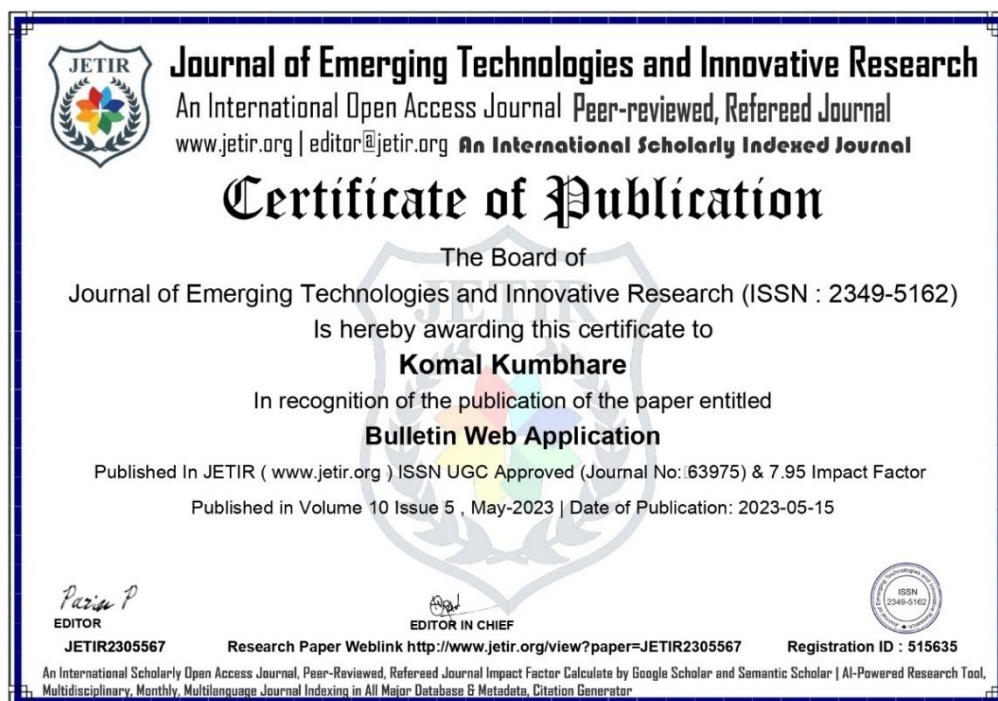 JETIR
Journal of Emerging Technologies and Innovative Research
An International Open Access Journal Peer-reviewed, Refereed Journal
www.jetir.org | editor@jetir.org An International Scholarly Indexed Journal
Certificate of Publication
The Board of
Journal of Emerging Technologies and Innovative Research (ISSN : 2349-5162)
Is hereby awarding this certificate to
Komal Kumbhare
In recognition of the publication of the paper entitled
Bulletin Web Application
Published In JETIR ( www.jetir.org ) ISSN UGC Approved (Journal No: 63975) & 7.95 Impact Factor
Published in Volume 10 Issue 5 , May-2023 | Date of Publication: 2023-05-15
EDITOR
EDITOR IN CHIEF
ISSN
2349-5162
JETIR2305567 Research Paper Weblink http://www.jetir.org/view?paper=JETIR2305567 Registration ID : 515635
An International Scholarly Open Access Journal, Peer-Reviewed, Refereed Journal Impact Factor Calculate by Google Scholar and Semantic Scholar | AI-Powered Research Tool,
Multidisciplinary, Monthly, Multilanguage Journal Indexing in All Major Database & Metadata, Citation Generator